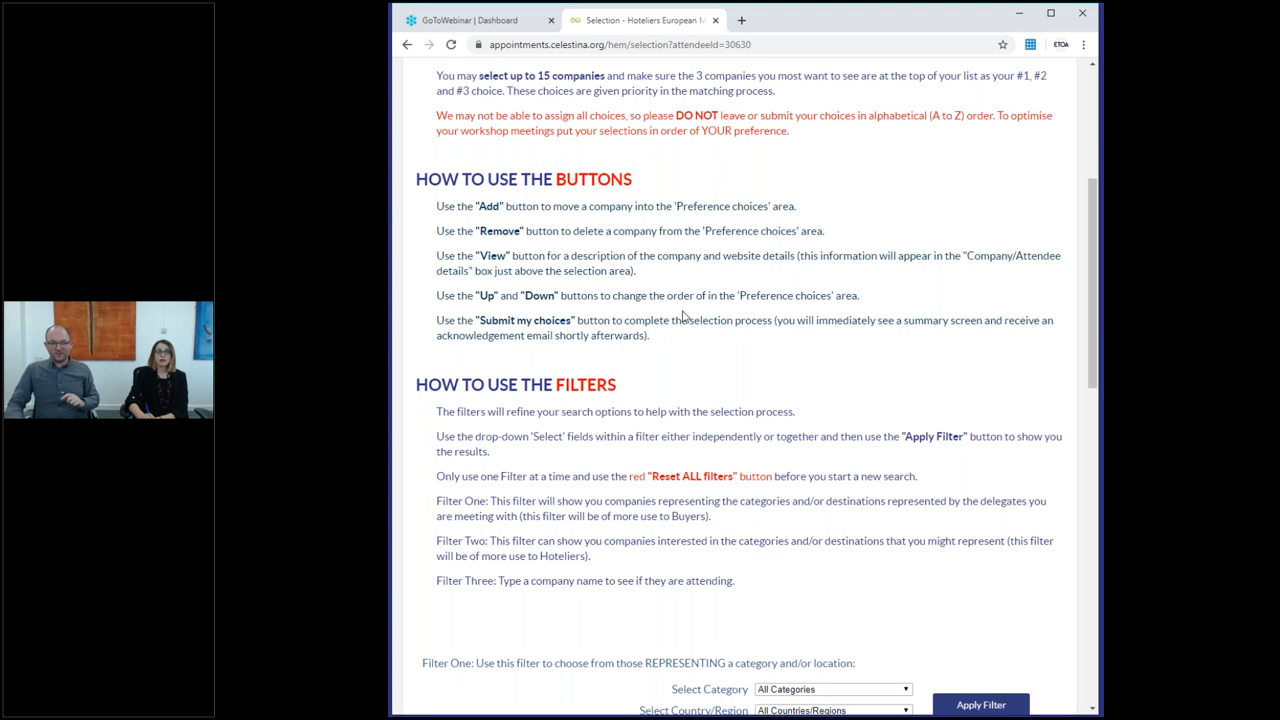 GoToWebinar | Dashboard
Selection - Hoteliers European M
appointments.celestina.org/hem/selection?attendeeId=30630
ETOA
You may select up to 15 companies and make sure the 3 companies you most want to see are at the top of your list as your #1, #2
and #3 choice. These choices are given priority in the matching process.
We may not be able to assign all choices, so please DO NOT leave or submit your choices in alphabetical (A to Z) order. To optimise
your workshop meetings put your selections in order of YOUR preference.
HOW TO USE THE BUTTONS
Use the "Add" button to move a company into the 'Preference choices' area.
Use the "Remove" button to delete a company from the 'Preference choices' area.
Use the "View" button for a description of the company and website details (this information will appear in the "Company/Attendee
details" box just above the selection area).
Use the "Up" and "Down" buttons to change the order of in the 'Preference choices' area.
Use the "Submit my choices" button to complete the selection process (you will immediately see a summary screen and receive an
acknowledgement email shortly afterwards).
HOW TO USE THE FILTERS
The filters will refine your search options to help with the selection process.
Use the drop-down 'Select' fields within a filter either independently or together and then use the "Apply Filter" button to show you
the results.
Only use one Filter at a time and use the red "Reset ALL filters" button before you start a new search.
Filter One: This filter will show you companies representing the categories and/or destinations represented by the delegates you
are meeting with (this filter will be of more use to Buyers).
Filter Two: This filter can show you companies interested in the categories and/or destinations that you might represent (this filter
will be of more use to Hoteliers).
Filter Three: Type a company name to see if they are attending.
Filter One: Use this filter to choose from those REPRESENTING a category and/or location:
Select Category All Categories
Select Country/Region All Countries/Regions
Apply Filter